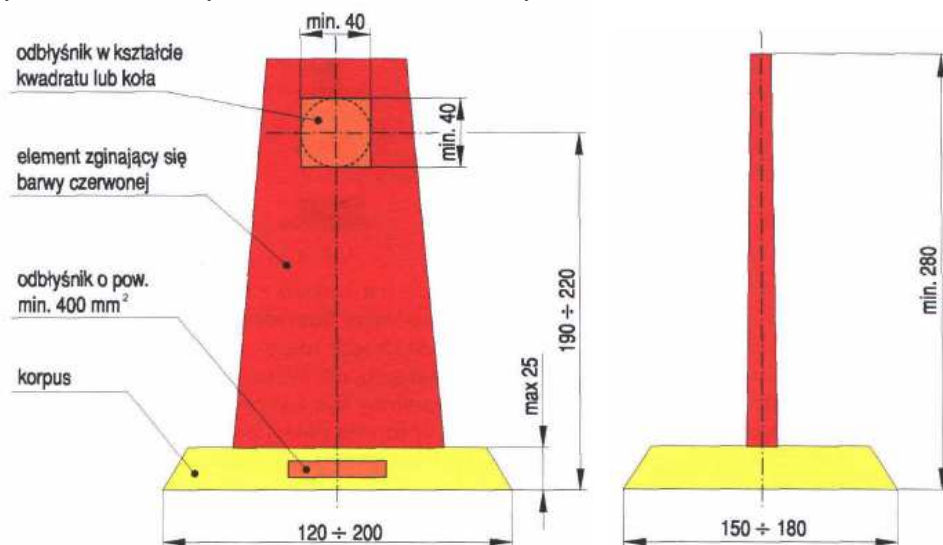 min. 40
odbłyśnik w kształcie
kwadratu lub koła
min. 40
element zginający się
barwy czerwonej
odbłyśnik o pow.
min. 400 mm²
korpus
190 ÷ 220
max 25
120 ÷ 200
min. 280
150 ÷ 180